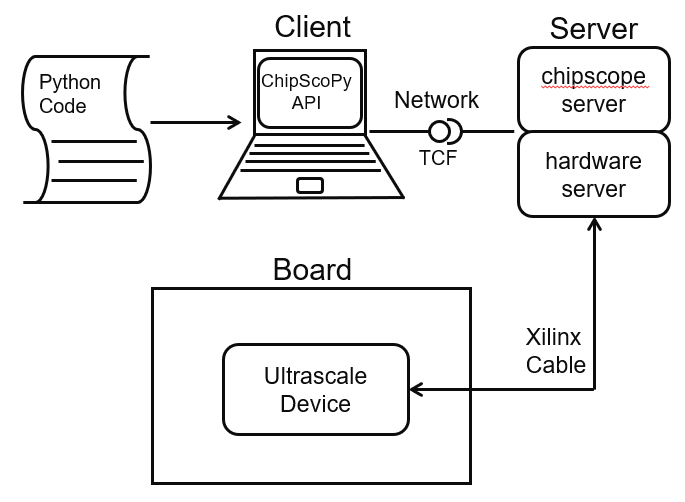 Client
Server
Python
Code
ChipScoPy
API
Network
TCF
chipscope
server
hardware
server
Board
Xilinx
Cable
Ultrascale
Device